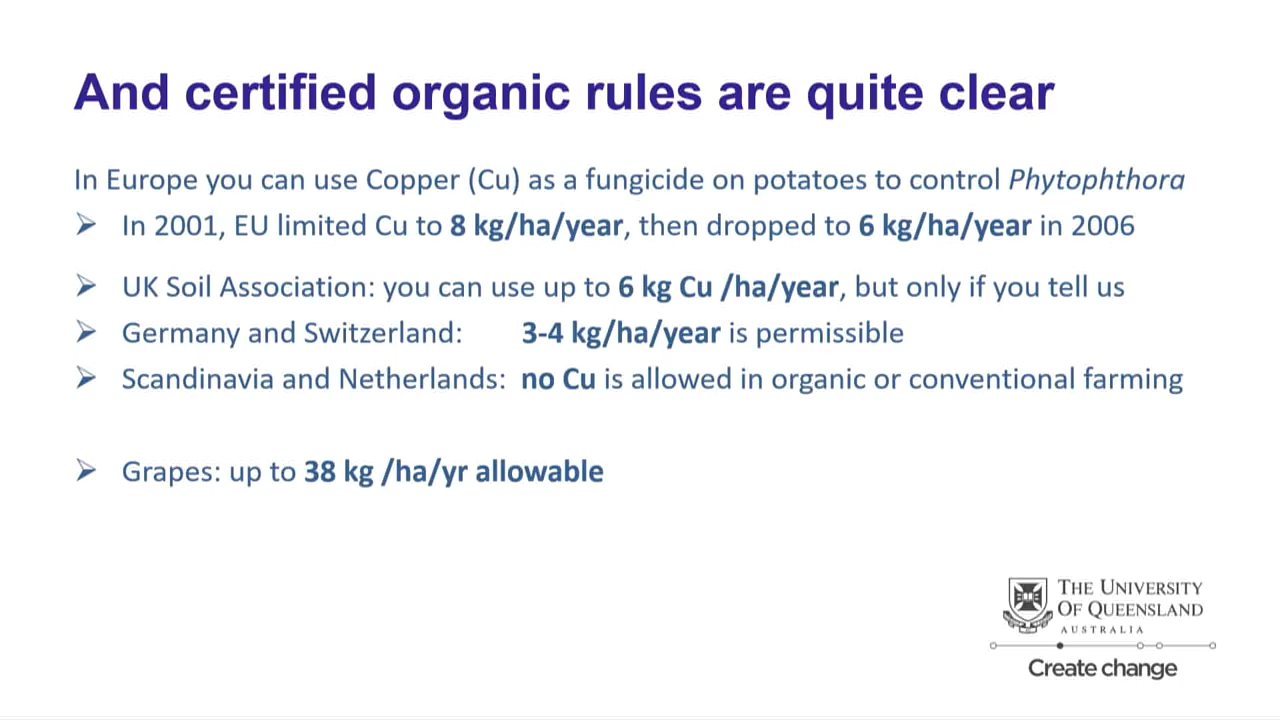 And certified organic rules are quite clear
In Europe you can use Copper (Cu) as a fungicide on potatoes to control Phytophthora
➢ In 2001, EU limited Cu to 8 kg/ha/year, then dropped to 6 kg/ha/year in 2006
➢ UK Soil Association: you can use up to 6 kg Cu /ha/year, but only if you tell us
➢ Germany and Switzerland: 3-4 kg/ha/year is permissible
➢ Scandinavia and Netherlands: no Cu is allowed in organic or conventional farming
➢ Grapes: up to 38 kg /ha/yr allowable
THE UNIVERSITY
OF QUEENSLAND
AUSTRALIA
Create change